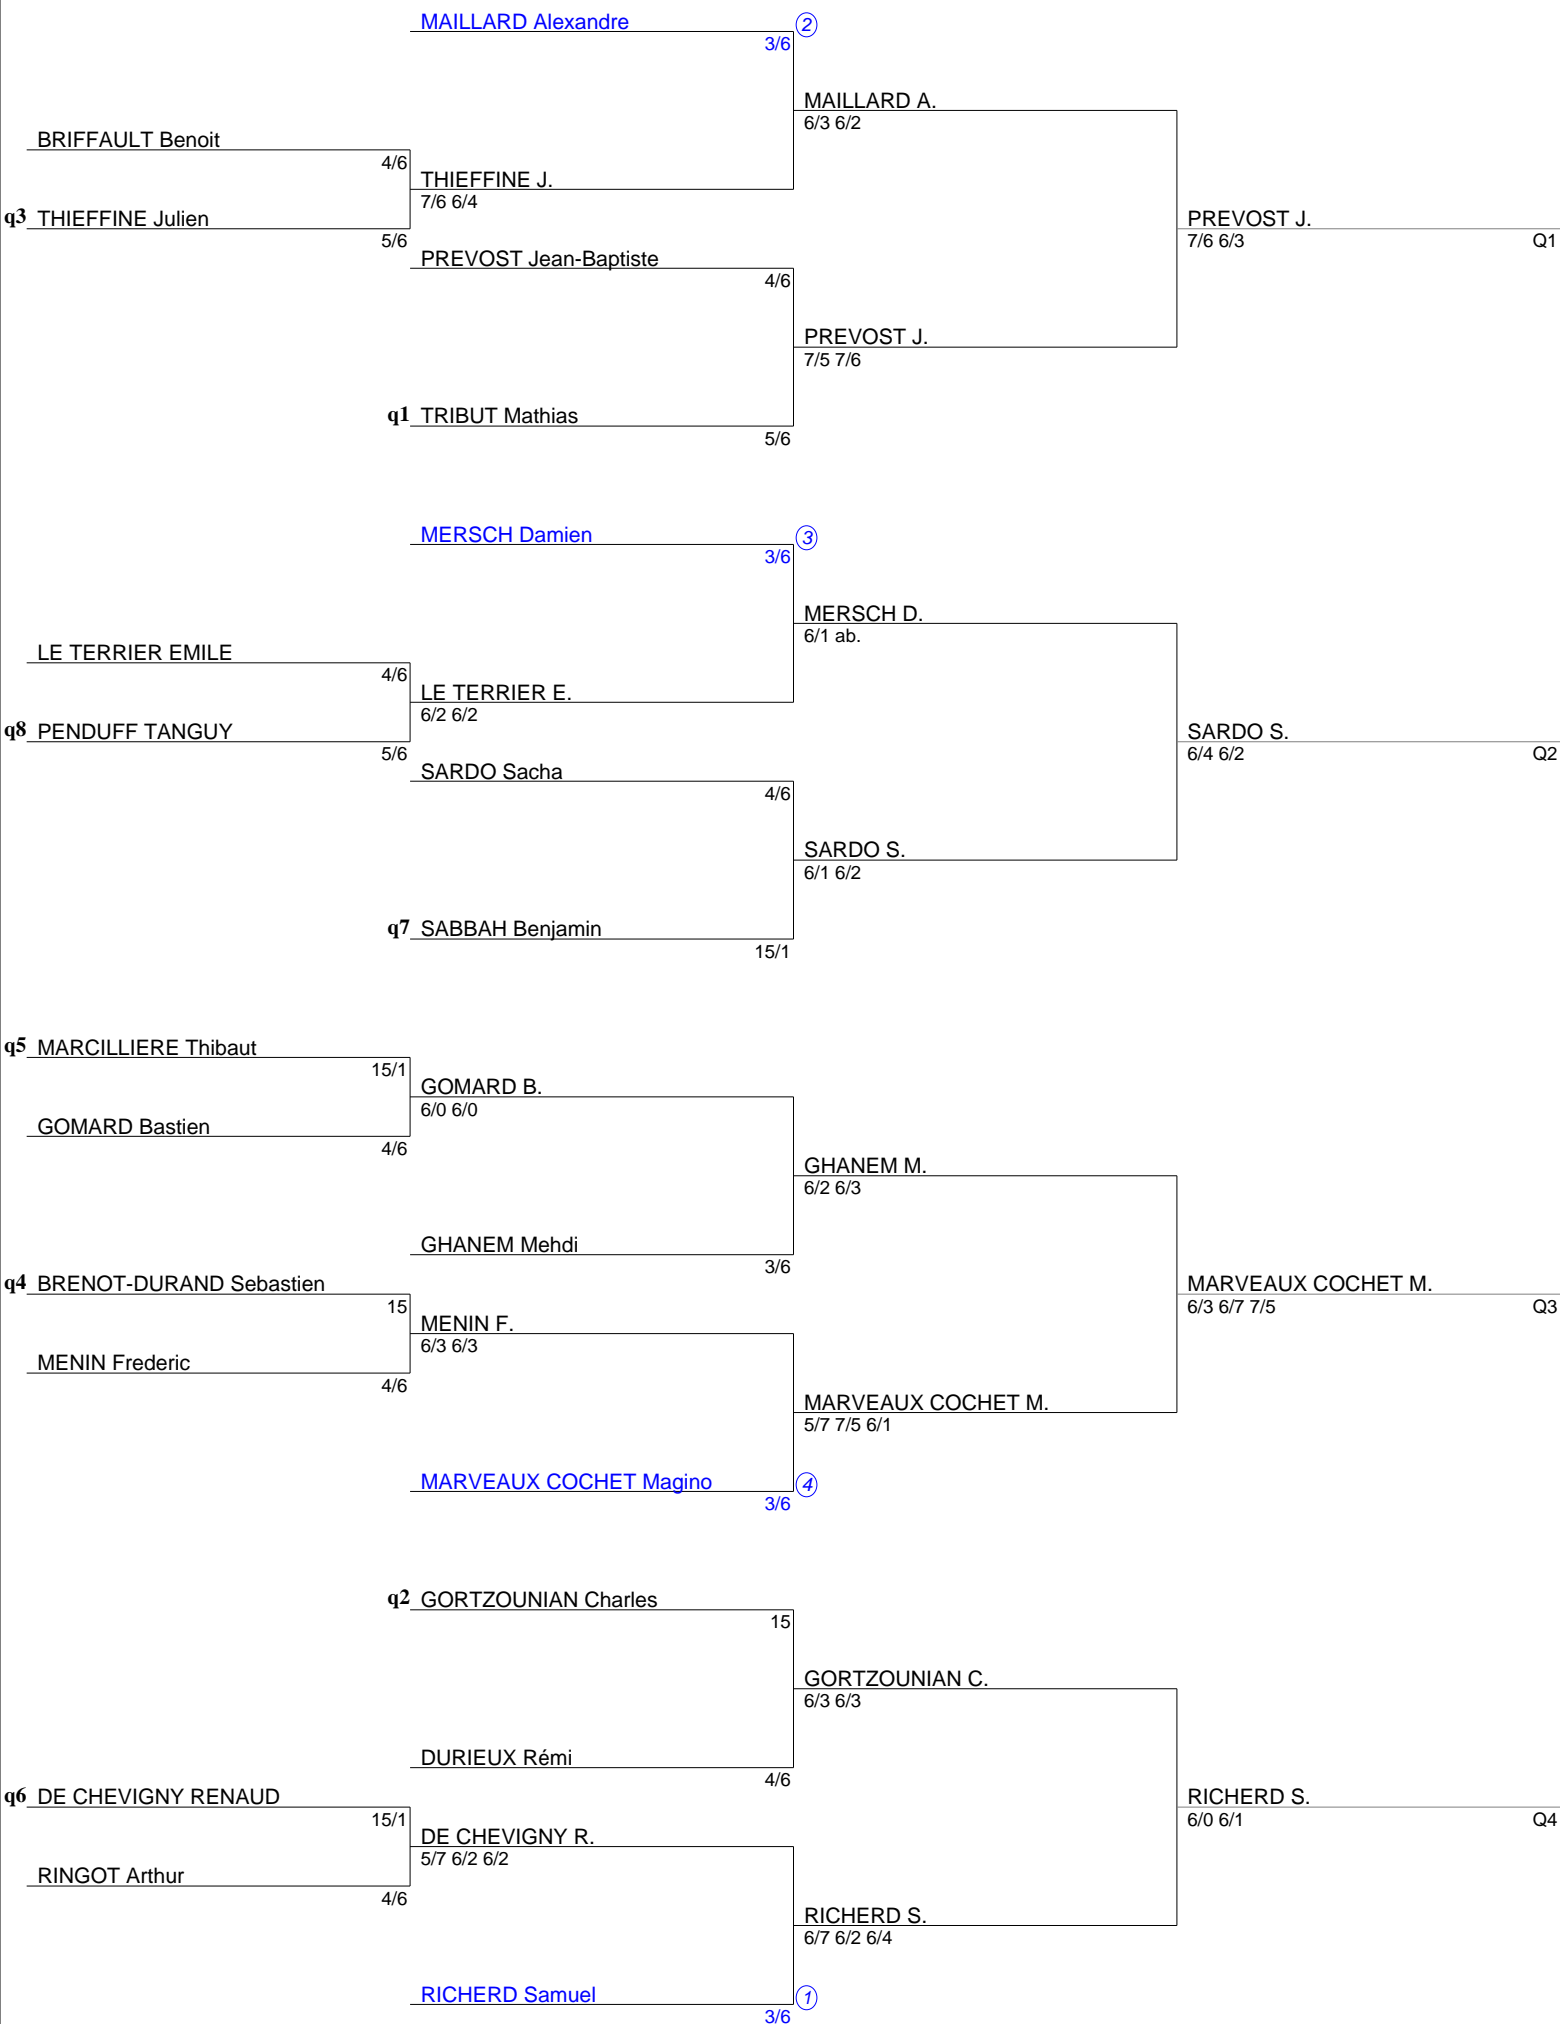 MAILLARD Alexandre
2
3/6
MAILLARD A.
6/3 6/2
BRIFFAULT Benoit
4/6
THIEFFINE J.
7/6 6/4
q3 THIEFFINE Julien
5/6
PREVOST J.
7/6 6/3
Q1
PREVOST Jean-Baptiste
4/6
PREVOST J.
7/5 7/6
q1 TRIBUT Mathias
5/6
MERSCH Damien
3
3/6
MERSCH D.
6/1 ab.
LE TERRIER EMILE
4/6
LE TERRIER E.
6/2 6/2
q8 PENDUFF TANGUY
5/6
SARDO S.
6/4 6/2
Q2
SARDO Sacha
4/6
SARDO S.
6/1 6/2
q7 SABBAH Benjamin
15/1
q5 MARCILLIERE Thibaut
15/1
GOMARD B.
6/0 6/0
GOMARD Bastien
4/6
GHANEM M.
6/2 6/3
GHANEM Mehdi
3/6
q4 BRENOT-DURAND Sebastien
15
MARVEAUX COCHET M.
6/3 6/7 7/5
Q3
MENIN F.
6/3 6/3
MENIN Frederic
4/6
MARVEAUX COCHET M.
5/7 7/5 6/1
MARVEAUX COCHET Magino
4
3/6
q2 GORTZOUNIAN Charles
15
GORTZOUNIAN C.
6/3 6/3
DURIEUX Rémi
4/6
q6 DE CHEVIGNY RENAUD
15/1
RICHERD S.
6/0 6/1
Q4
DE CHEVIGNY R.
5/7 6/2 6/2
RINGOT Arthur
4/6
RICHERD S.
6/7 6/2 6/4
RICHERD Samuel
1
3/6